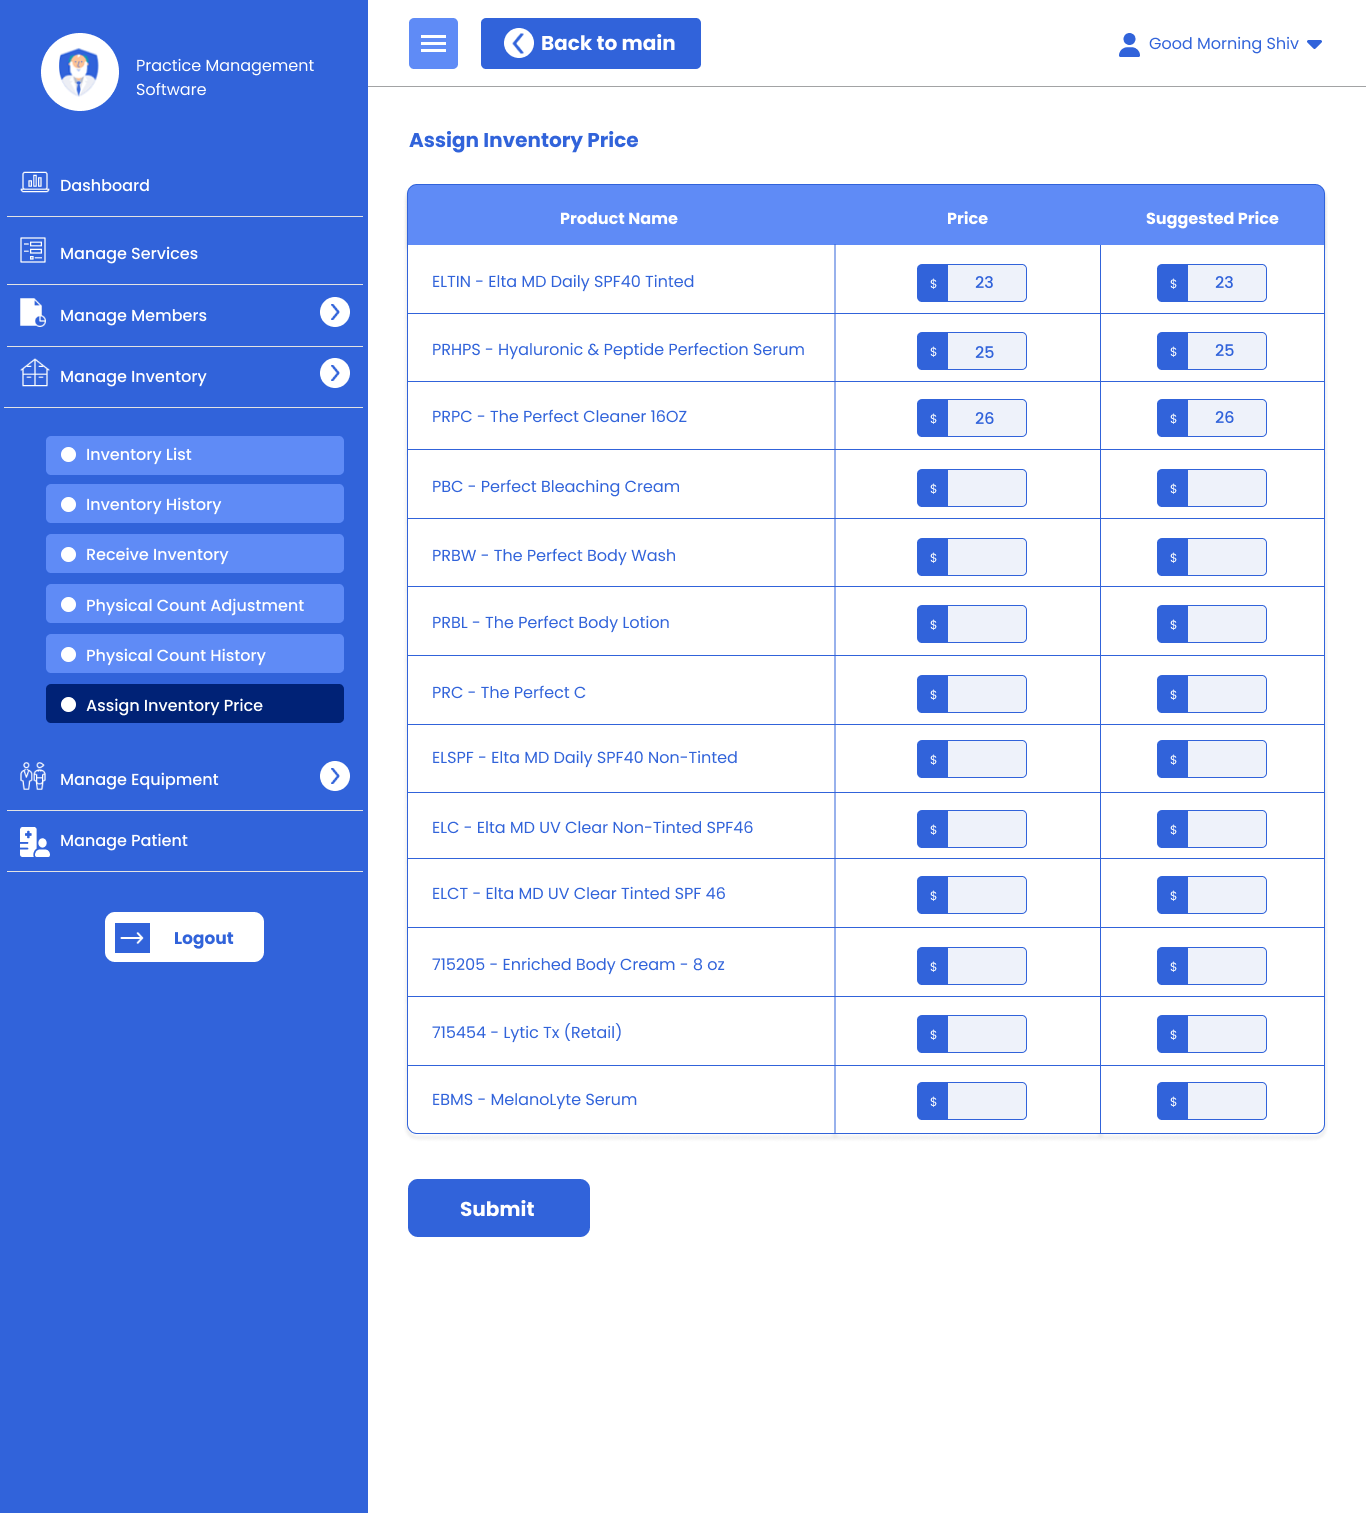 Practice Management
Software
Back to main
Good Morning Shiv
Dashboard
Manage Services
Manage Members
Manage Inventory
Inventory List
Inventory History
Receive Inventory
Physical Count Adjustment
Physical Count History
Assign Inventory Price
Manage Equipment
Manage Patient
Logout
Assign Inventory Price
Product Name Price Suggested Price
ELTIN - Elta MD Daily SPF40 Tinted $ 23 $ 23
PRHPS - Hyaluronic & Peptide Perfection Serum $ 25 $ 25
PRPC - The Perfect Cleaner 16OZ $ 26 $ 26
PBC - Perfect Bleaching Cream $ $
PRBW - The Perfect Body Wash $ $
PRBL - The Perfect Body Lotion $ $
PRC - The Perfect C $ $
ELSPF - Elta MD Daily SPF40 Non-Tinted $ $
ELC - Elta MD UV Clear Non-Tinted SPF46 $ $
ELCT - Elta MD UV Clear Tinted SPF 46 $ $
715205 - Enriched Body Cream - 8 oz $ $
715454 - Lytic Tx (Retail) $ $
EBMS - MelanoLyte Serum $ $
Submit